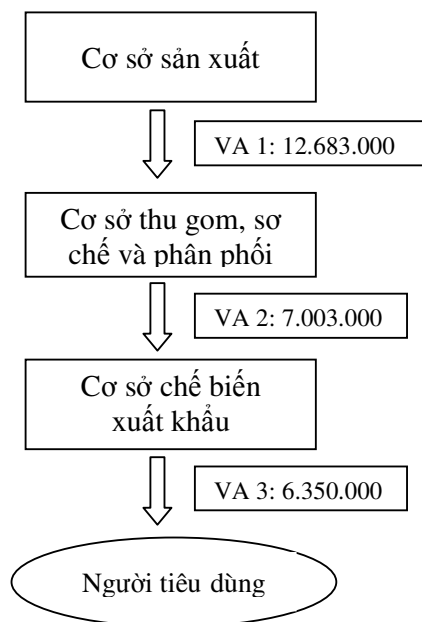 Cơ sở sản xuất
VA 1: 12.683.000
Cơ sở thu gom, sơ
chế và phân phối
VA 2: 7.003.000
Cơ sở chế biến
xuất khẩu
VA 3: 6.350.000
Người tiêu dùng